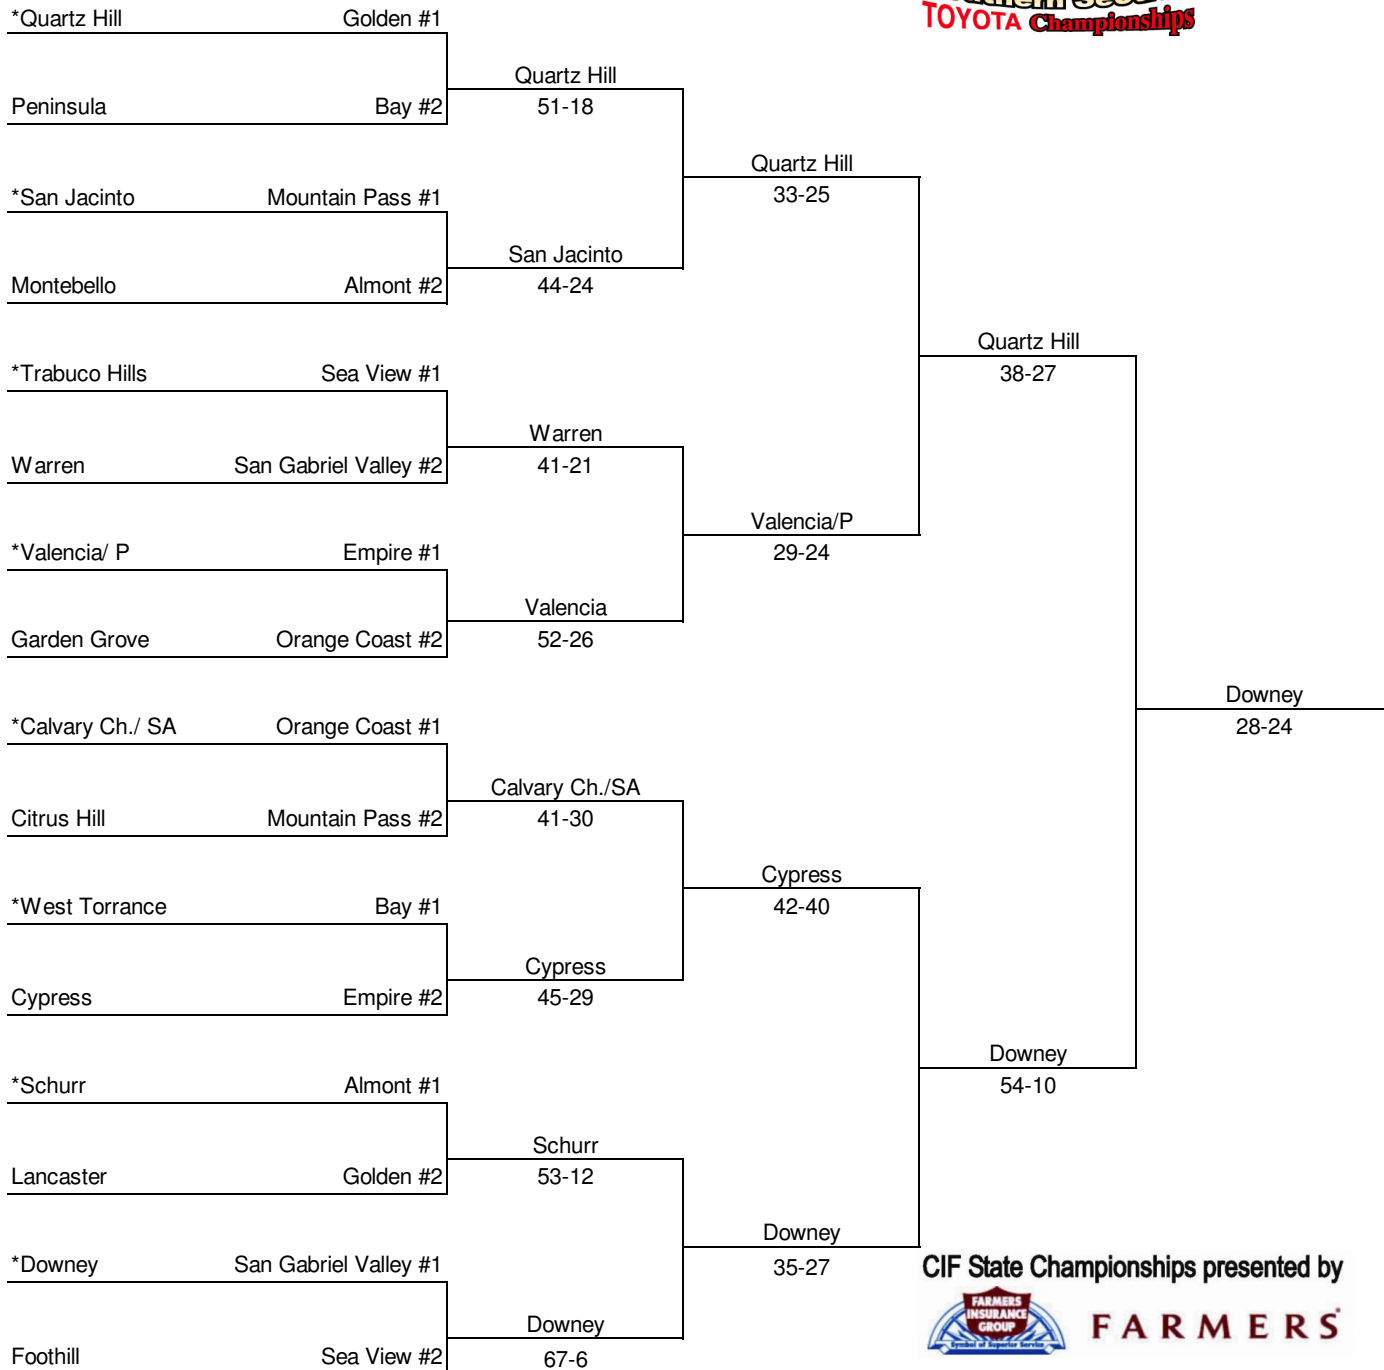 *Quartz Hill Golden #1
TOYOTA Championships
Quartz Hill
Peninsula Bay #2
51-18
Quartz Hill
*San Jacinto Mountain Pass #1
33-25
San Jacinto
Montebello Almont #2
44-24
Quartz Hill
*Trabuco Hills Sea View #1
38-27
Warren
Warren San Gabriel Valley #2
41-21
Valencia/P
*Valencia/ P Empire #1
29-24
Valencia
Garden Grove Orange Coast #2
52-26
Downey
*Calvary Ch./ SA Orange Coast #1
28-24
Calvary Ch./SA
Citrus Hill Mountain Pass #2
41-30
Cypress
*West Torrance Bay #1
42-40
Cypress
Cypress Empire #2
45-29
Downey
*Schurr Almont #1
54-10
Schurr
Lancaster Golden #2
53-12
Downey
*Downey San Gabriel Valley #1
35-27
CIF State Championships presented by
FARMERS
INSURANCE
GROUP
Symbol of Superior Service
FARMERS
Downey
Foothill Sea View #2
67-6